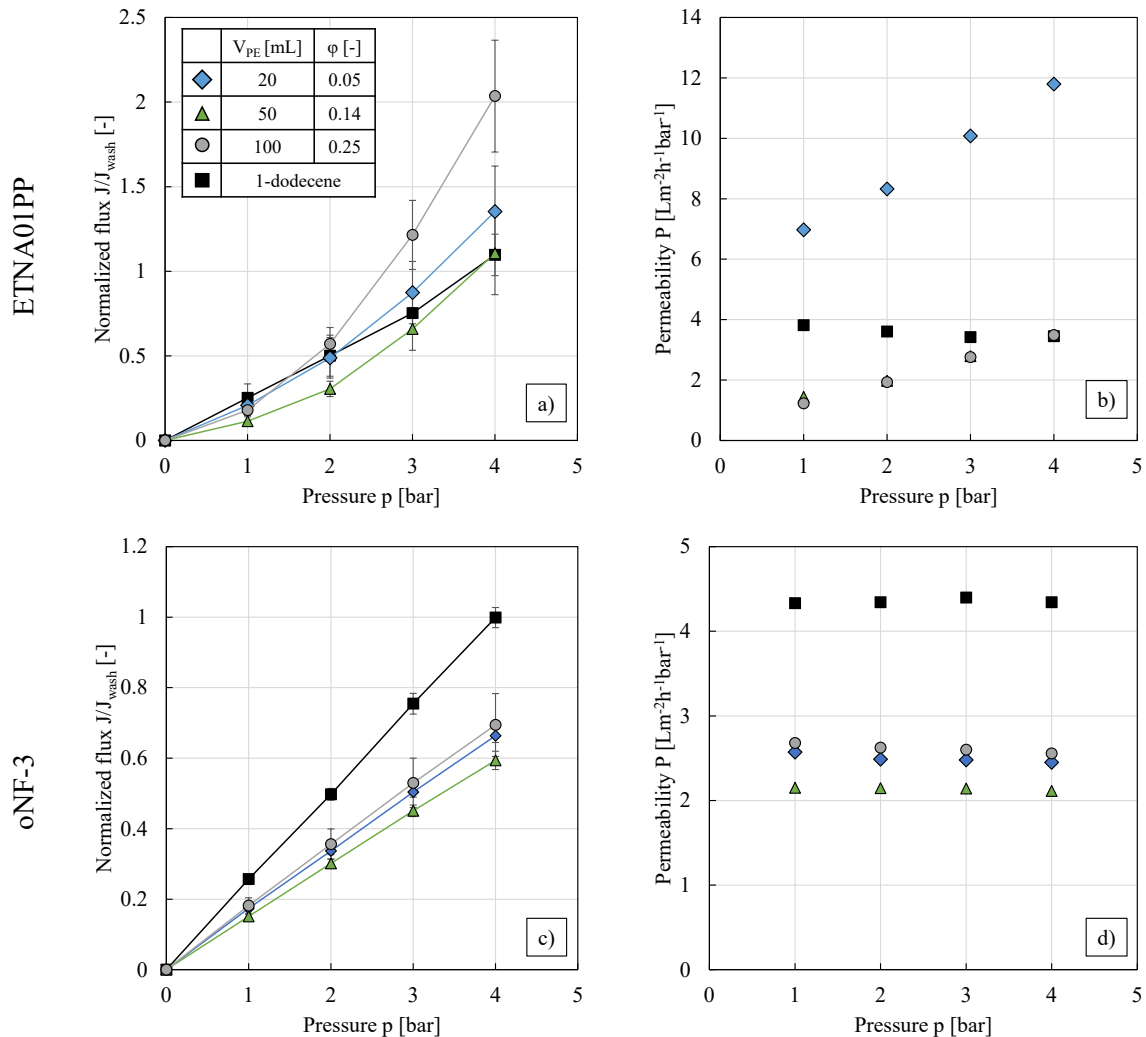 ETNA01PP
Normalized flux J/J_wash [-]
2.5
2
1.5
1
0.5
0
V_PE [mL] φ [-]
20 0.05
50 0.14
100 0.25
1-dodecene
a)
0 1 2 3 4 5
Pressure p [bar]
Permeability P [Lm⁻²h⁻¹bar⁻¹]
14
12
10
8
6
4
2
0
b)
0 1 2 3 4 5
Pressure p [bar]
oNF-3
Normalized flux J/J_wash [-]
1.2
1
0.8
0.6
0.4
0.2
0
c)
0 1 2 3 4 5
Pressure p [bar]
Permeability P [Lm⁻²h⁻¹bar⁻¹]
5
4
3
2
1
0
d)
0 1 2 3 4 5
Pressure p [bar]